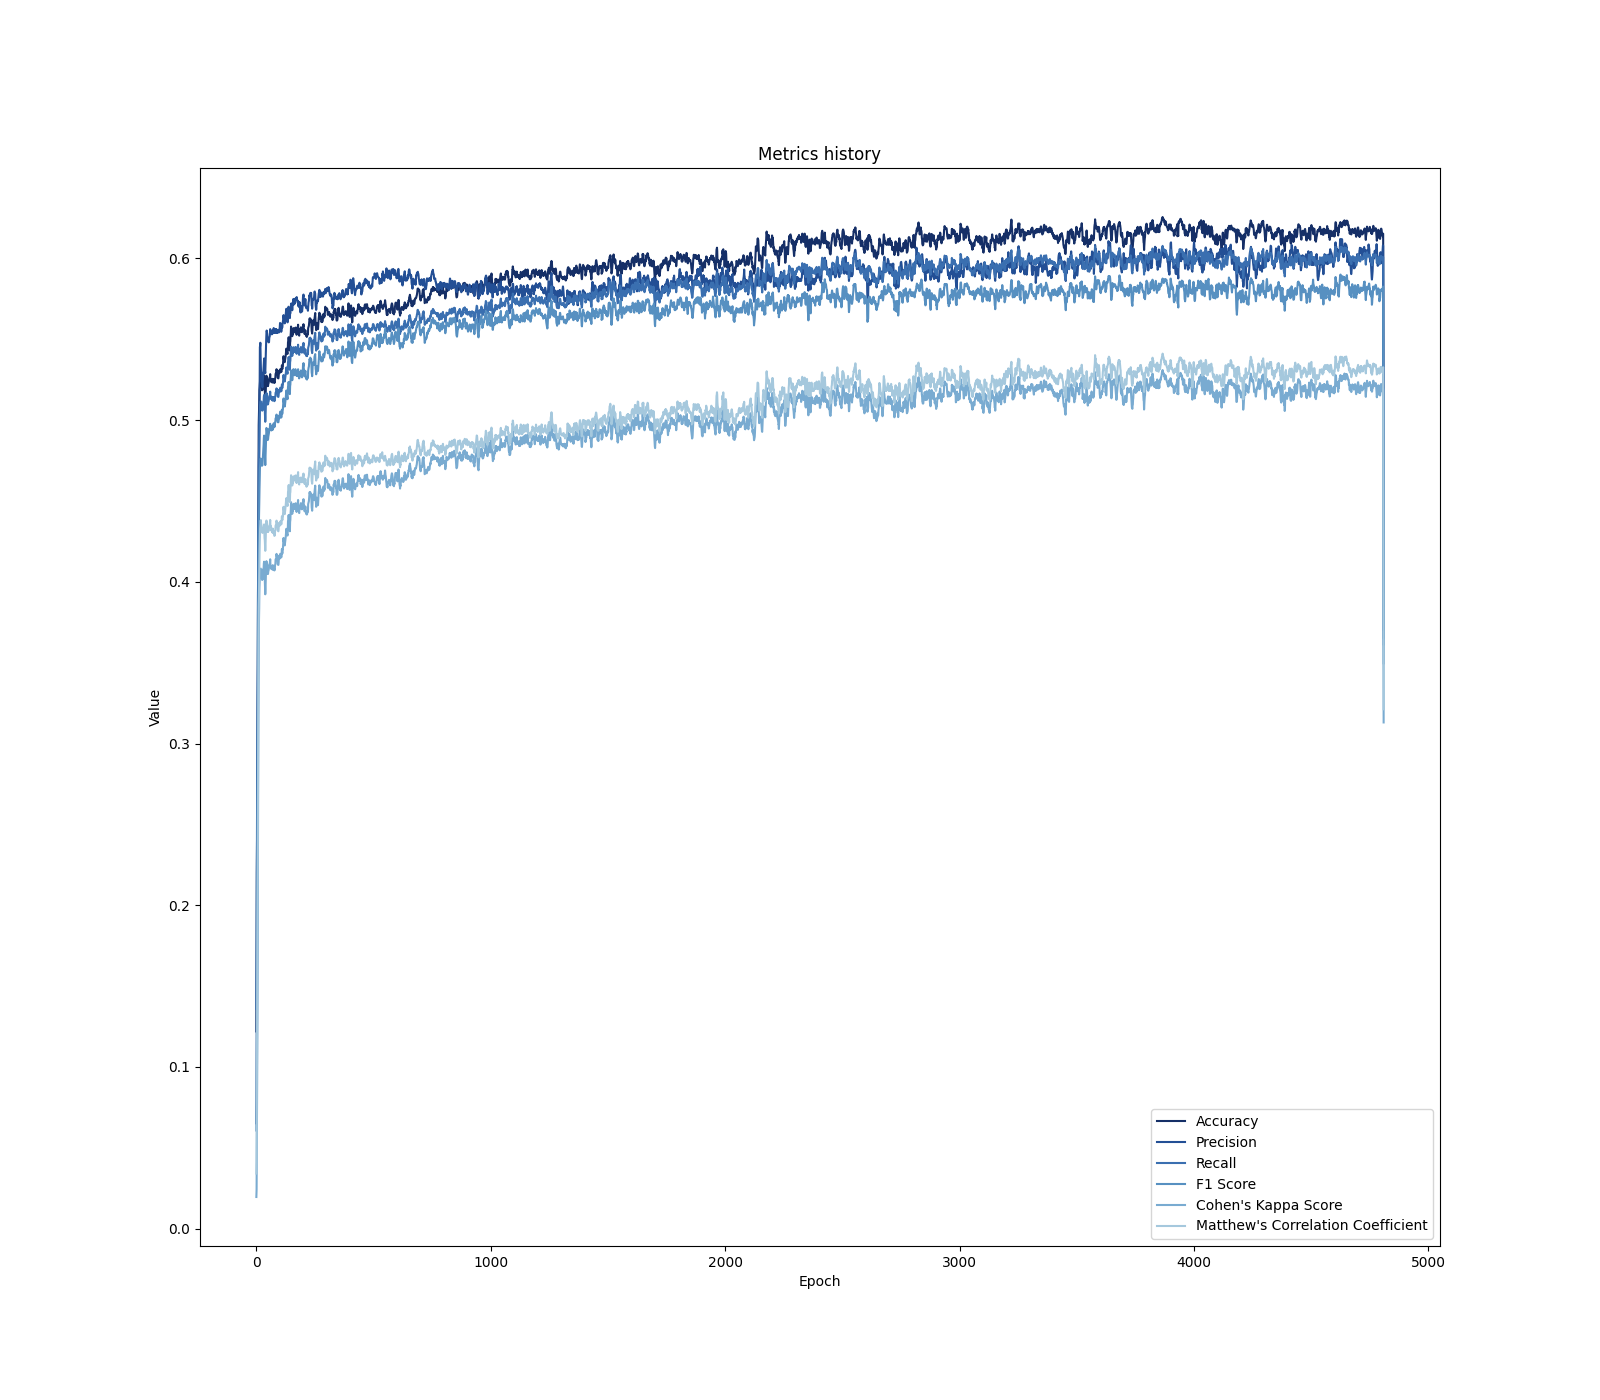 Metrics history
0.6
0.5
0.4
0.3
0.2
0.1
0.0
Value
0 1000 2000 3000 4000 5000
Epoch
Accuracy
Precision
Recall
F1 Score
Cohen's Kappa Score
Matthew's Correlation Coefficient